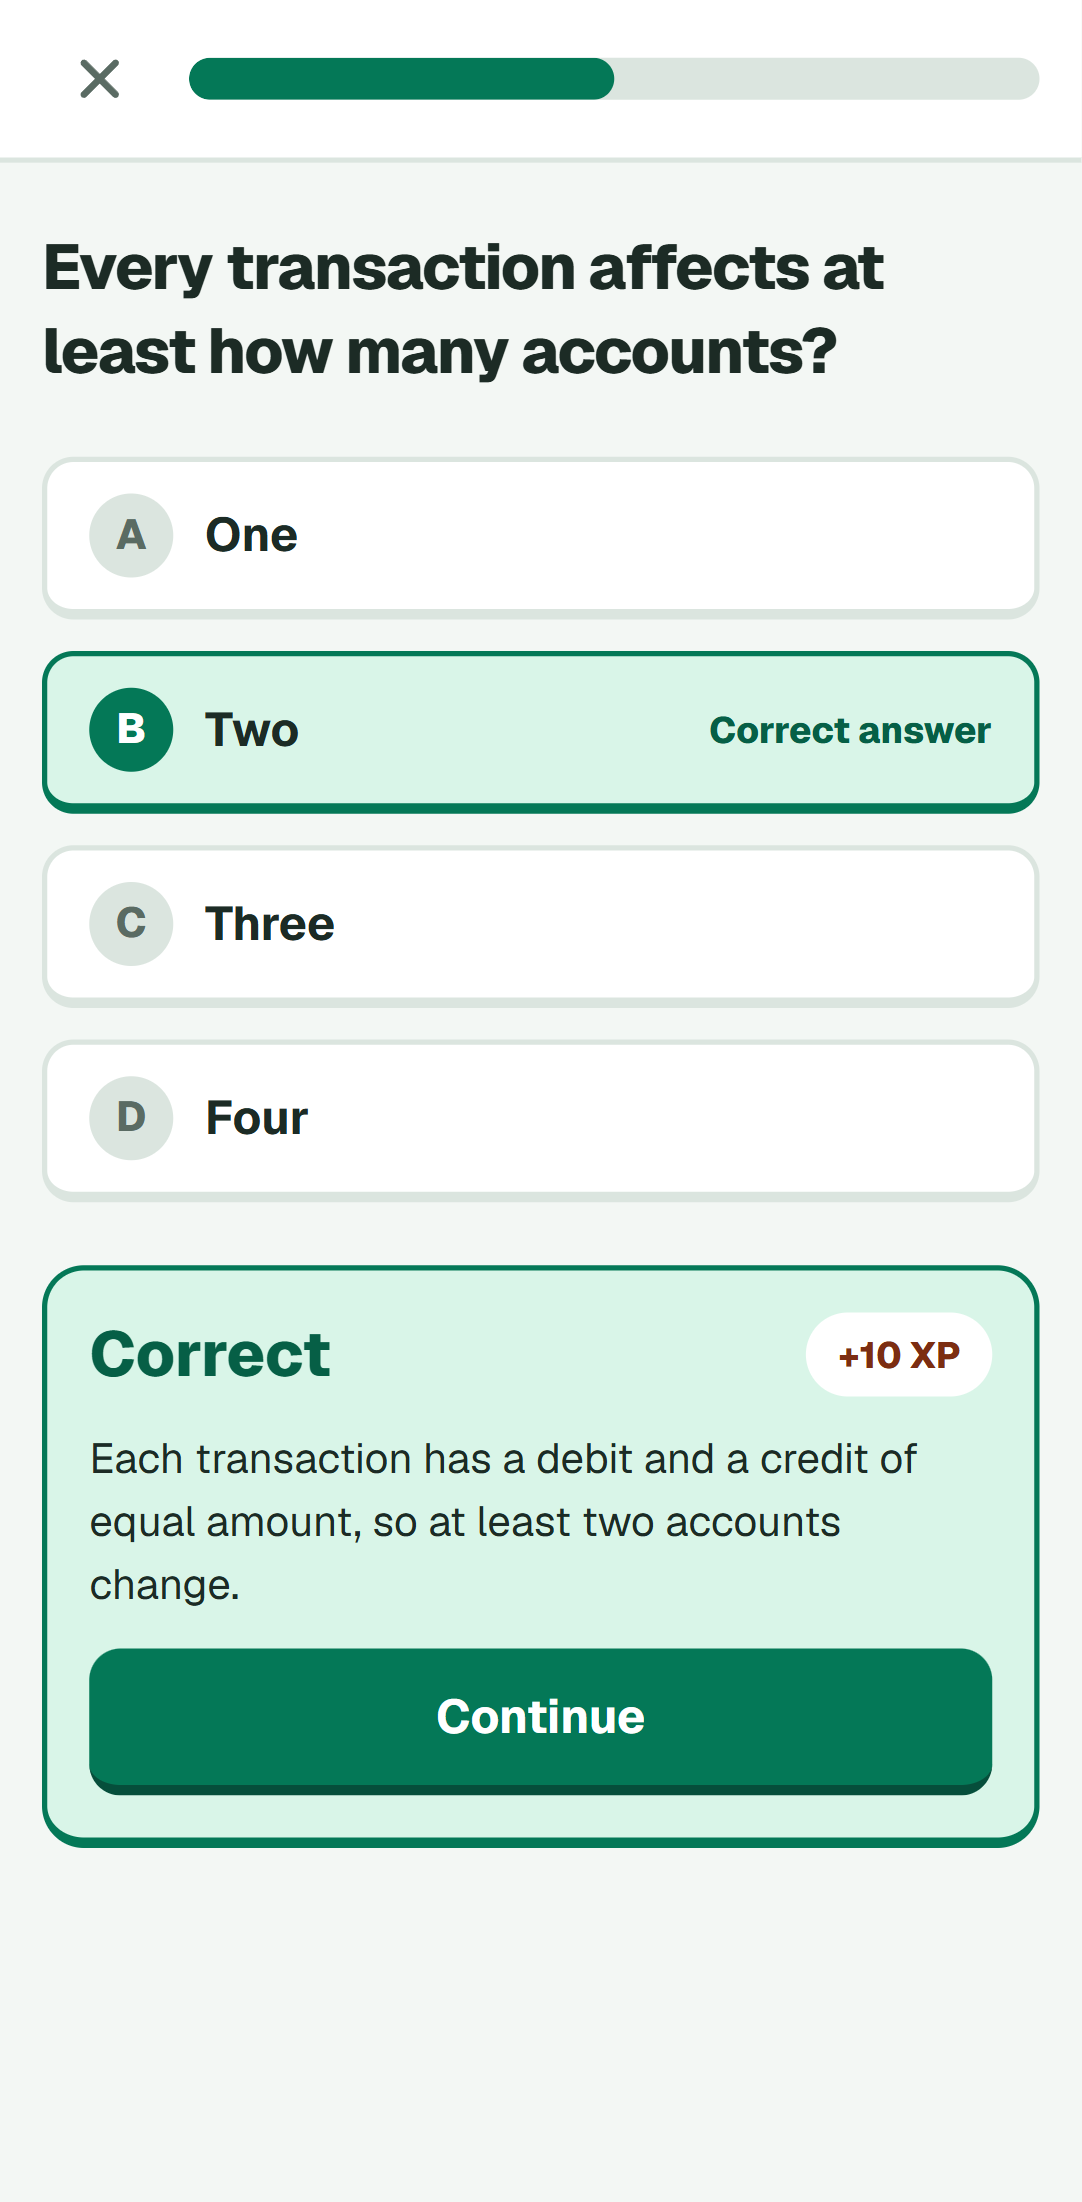 Every transaction affects at
least how many accounts?
A One
B Two Correct answer
C Three
D Four
Correct +10 XP
Each transaction has a debit and a credit of
equal amount, so at least two accounts
change.
Continue